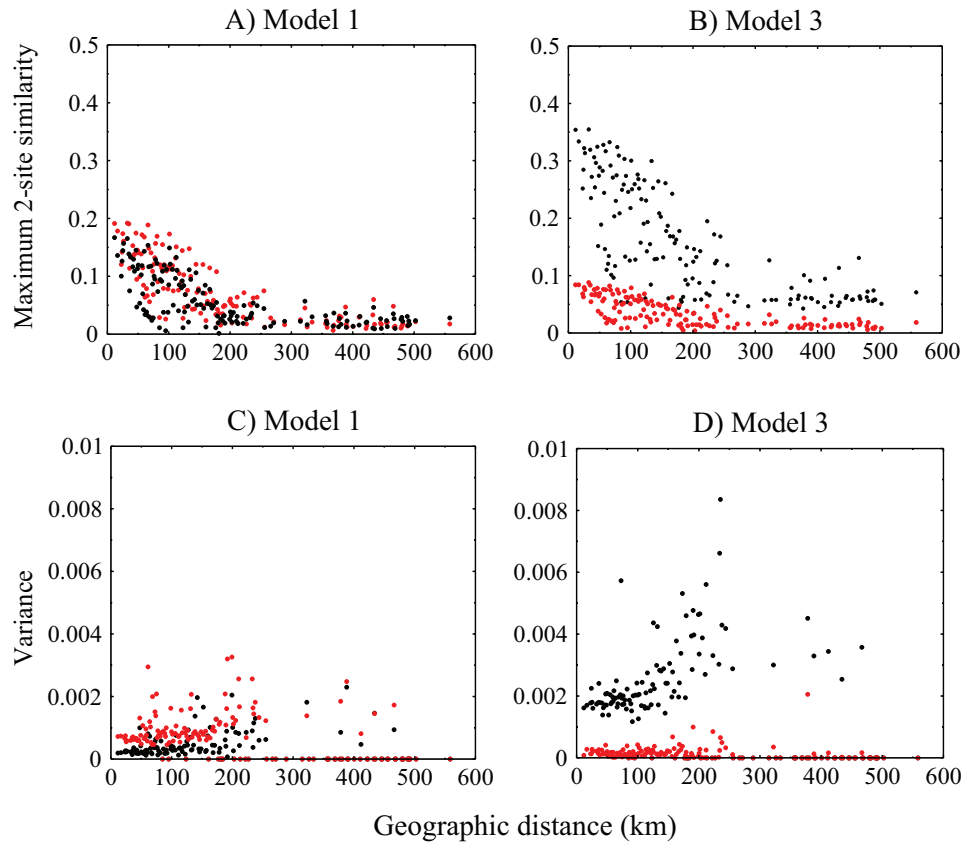 A) Model 1
B) Model 3
Maximum 2-site similarity
0.5
0.4
0.3
0.2
0.1
0
0 100 200 300 400 500 600
0.5
0.4
0.3
0.2
0.1
0
0 100 200 300 400 500 600
C) Model 1
D) Model 3
Variance
0.01
0.008
0.006
0.004
0.002
0
0 100 200 300 400 500 600
0.01
0.008
0.006
0.004
0.002
0
0 100 200 300 400 500 600
Geographic distance (km)